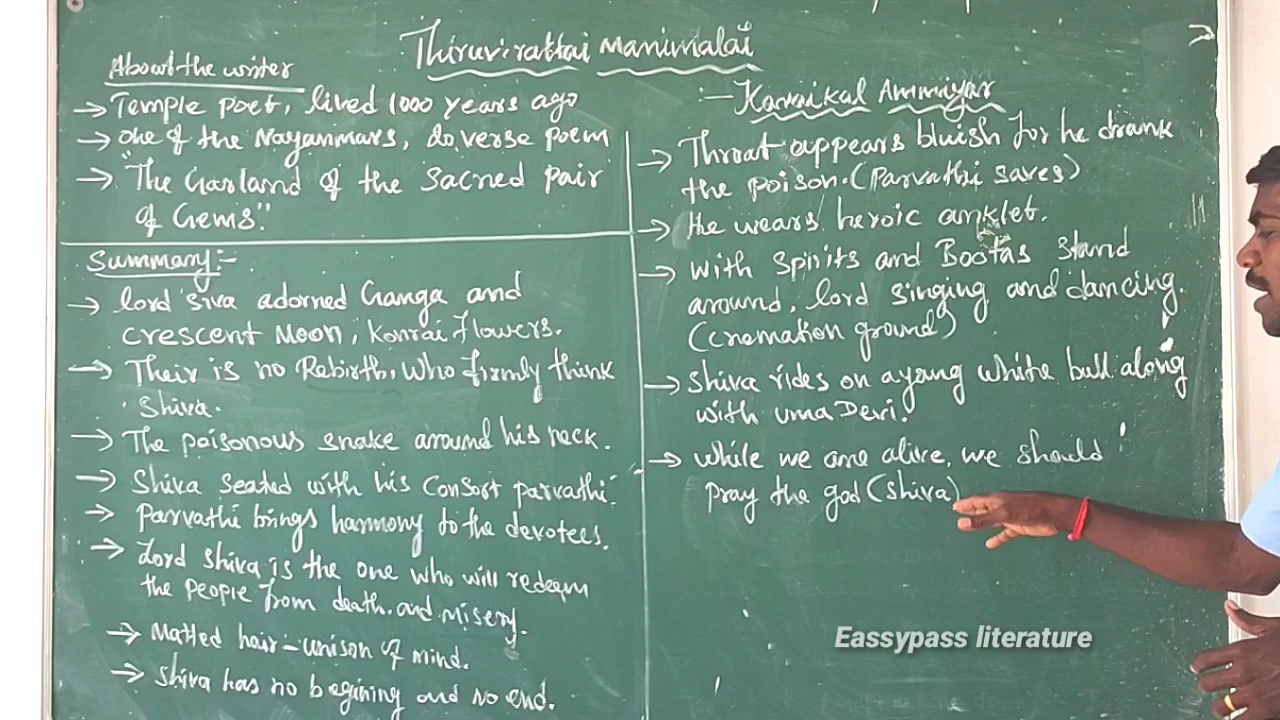 Thiruvirattai manimalai
:- Karaikal Ammaiyar
About the writer
→ Temple poet, lived 1000 years ago
→ one of the Nayanmars, 20 verse poem
→ "The Garland of the Sacred pair
of Gems."
Summary:-
→ lord siva adorned Ganga and
crescent Moon, Konrai flowers.
→ Their is no Rebirth. Who firmly think
Shiva.
→ The poisonous snake around his neck.
→ Shiva seated with his consort parvathi.
→ parvathi brings harmony to the devotees.
→ Lord Shiva is the one who will redeem
the people from death and misery.
→ Matted hair - unison of mind.
→ Shiva has no begining and no end.
→ Throat appears bluish for he drank
the poison. (Parvathi saves)
→ He wears heroic anklet.
→ with spirits and Bootas stand
around, lord singing and dancing.
(cremation ground)
→ Shiva rides on a young white bull along
with uma Devi.
→ while we are alive, we should
pray the god (shiva)
Eassypass literature